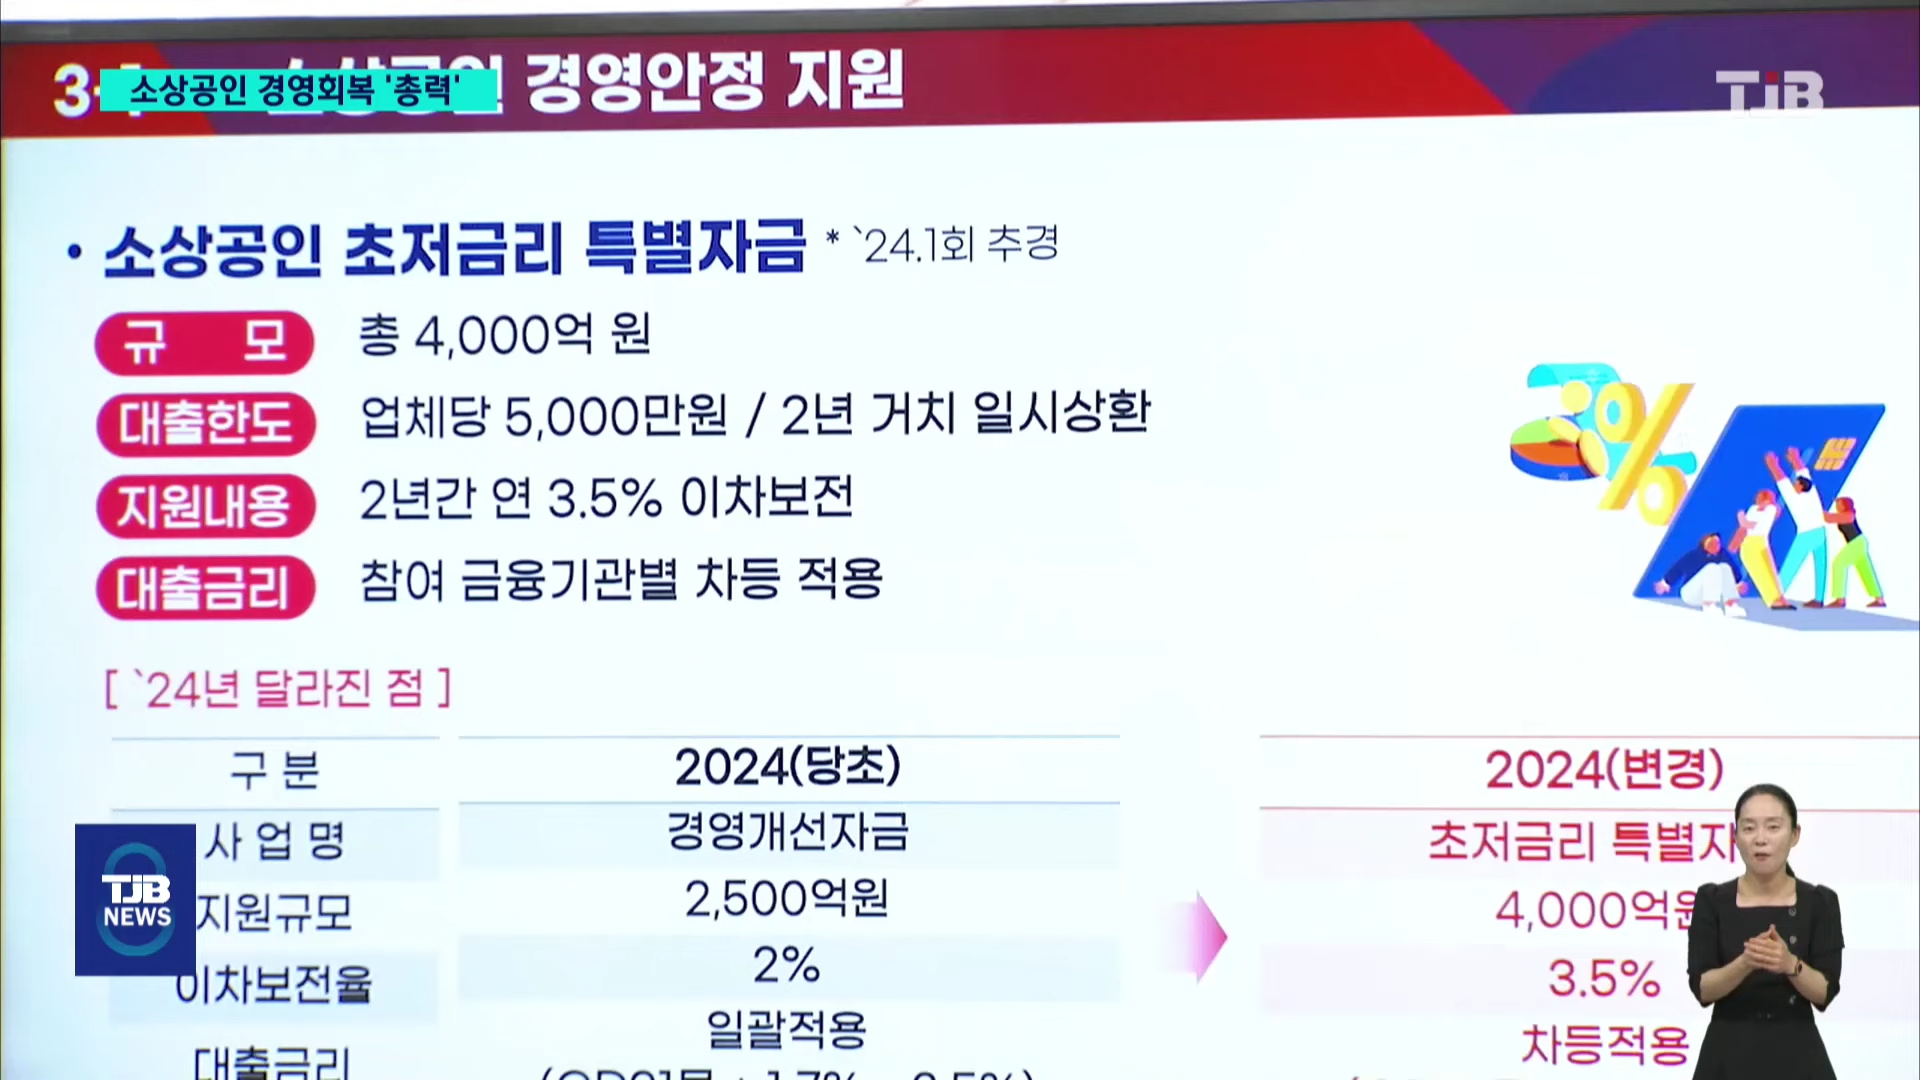 소상공인 경영회복 '총력'
경영안정 지원
TJB
• 소상공인 초저금리 특별자금 * `24.1회 추경
규 모 총 4,000억 원
대출한도 업체당 5,000만원 / 2년 거치 일시상환
지원내용 2년간 연 3.5% 이차보전
대출금리 참여 금융기관별 차등 적용
[ `24년 달라진 점 ]
구 분 2024(당초) 2024(변경)
사 업 명 경영개선자금 초저금리 특별자
지원규모 2,500억원 4,000억원
이차보전율 2% 3.5%
대출금리 일괄적용 차등적용
TJB
NEWS